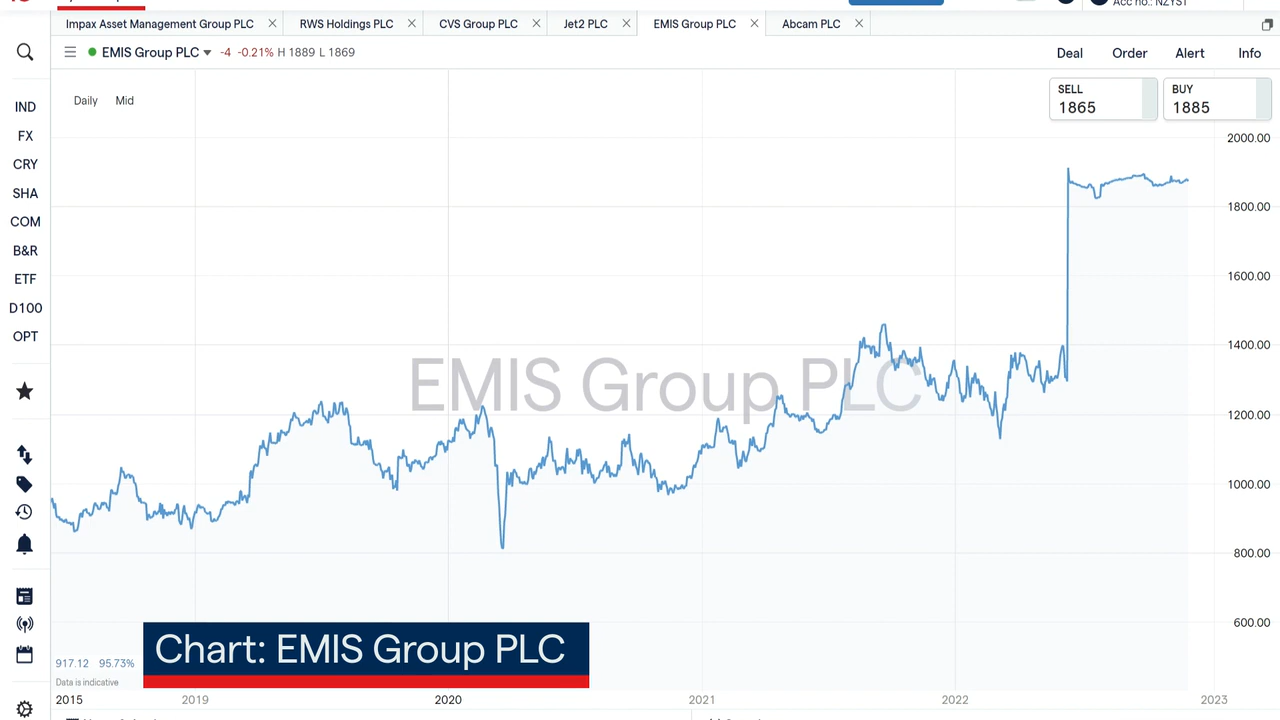 Acc no.: NZYST
Impax Asset Management Group PLC RWS Holdings PLC CVS Group PLC Jet2 PLC EMIS Group PLC Abcam PLC
EMIS Group PLC -4 -0.21% H 1889 L 1869 Deal Order Alert Info
Daily Mid
SELL
1865
BUY
1885
IND
FX
CRY
SHA
COM
B&R
ETF
D100
OPT
2000.00
1800.00
1600.00
1400.00
1200.00
1000.00
800.00
600.00
EMIS Group PLC
Chart: EMIS Group PLC
917.12 95.73%
Data is indicative
2015 2019 2020 2021 2022 2023